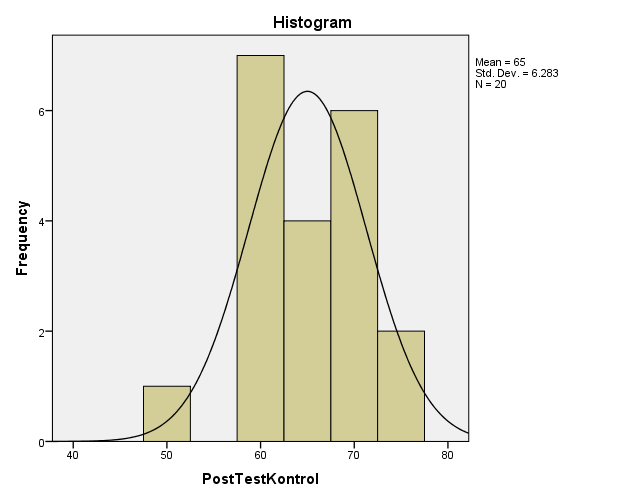 Histogram
Mean = 65
Std. Dev. = 6.283
N = 20
6
4
2
0
Frequency
40 50 60 70 80
PostTestKontrol